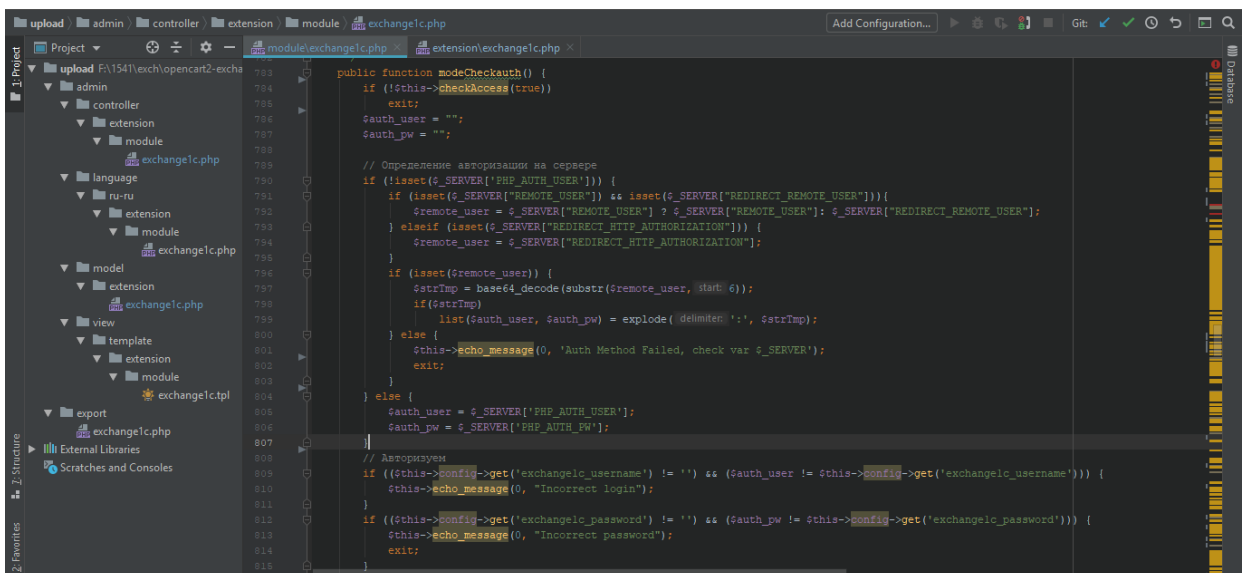 upload admin controller extension module exchange1c.php Add Configuration... Git:
Project module\exchange1c.php extension\exchange1c.php
1: Project
Database
upload F:\1541\exch\opencart2-excha
admin
controller
extension
module
exchange1c.php
language
ru-ru
extension
module
exchange1c.php
model
extension
exchange1c.php
view
template
extension
module
exchange1c.tpl
export
exchange1c.php
External Libraries
Scratches and Consoles
Z: Structure
2: Favorites
783 public function modeCheckauth() {
784 if (!$this->checkAccess(true))
785 exit;
786 $auth_user = "";
787 $auth_pw = "";
788
789 // Определение авторизации на сервере
790 if (!isset($_SERVER['PHP_AUTH_USER'])) {
791 if (isset($_SERVER["REMOTE_USER"]) && isset($_SERVER["REDIRECT_REMOTE_USER"])){
792 $remote_user = $_SERVER["REMOTE_USER"] ? $_SERVER["REMOTE_USER"]: $_SERVER["REDIRECT_REMOTE_USER"];
793 } elseif (isset($_SERVER["REDIRECT_HTTP_AUTHORIZATION"])) {
794 $remote_user = $_SERVER["REDIRECT_HTTP_AUTHORIZATION"];
795 }
796 if (isset($remote_user)) {
797 $strTmp = base64_decode(substr($remote_user, start: 6));
798 if($strTmp)
799 list($auth_user, $auth_pw) = explode( delimiter: ':', $strTmp);
800 } else {
801 $this->echo_message(0, 'Auth Method Failed, check var $_SERVER');
802 exit;
803 }
804 } else {
805 $auth_user = $_SERVER['PHP_AUTH_USER'];
806 $auth_pw = $_SERVER['PHP_AUTH_PW'];
807 }
808 // Авторизуем
809 if (($this->config->get('exchange1c_username') != '') && ($auth_user != $this->config->get('exchange1c_username'))) {
810 $this->echo_message(0, "Incorrect login");
811 }
812 if (($this->config->get('exchange1c_password') != '') && ($auth_pw != $this->config->get('exchange1c_password'))) {
813 $this->echo_message(0, "Incorrect password");
814 exit;
815 }